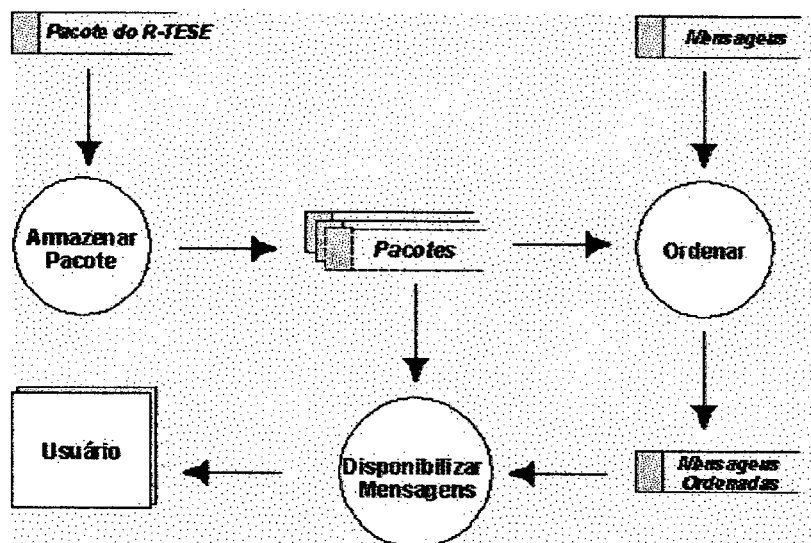 Pacote do R-TESE
Mensagens
Armazenar
Pacote
Pacotes
Ordenar
Usuário
Disponibilizar
Mensagens
Mensagens
Ordenadas